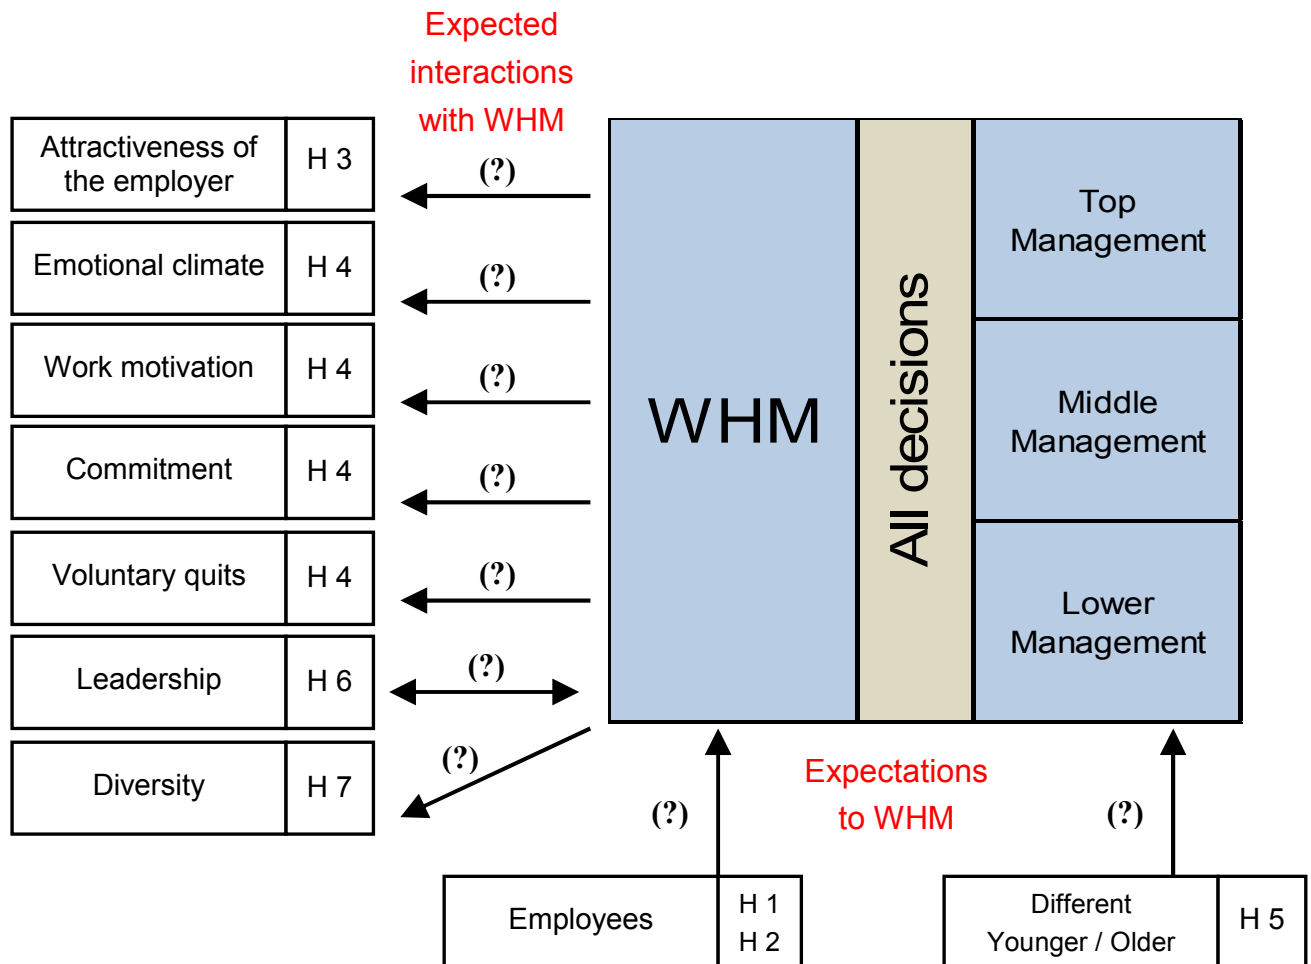 Expected
interactions
with WHM
Attractiveness of
the employer
H 3
(?)
Emotional climate
H 4
(?)
Work motivation
H 4
(?)
Commitment
H 4
(?)
Voluntary quits
H 4
(?)
Leadership
H 6
(?)
Diversity
H 7
(?)
WHM
All decisions
Top
Management
Middle
Management
Lower
Management
Expectations
to WHM
(?)
(?)
Employees
H 1
H 2
Different
Younger / Older
H 5